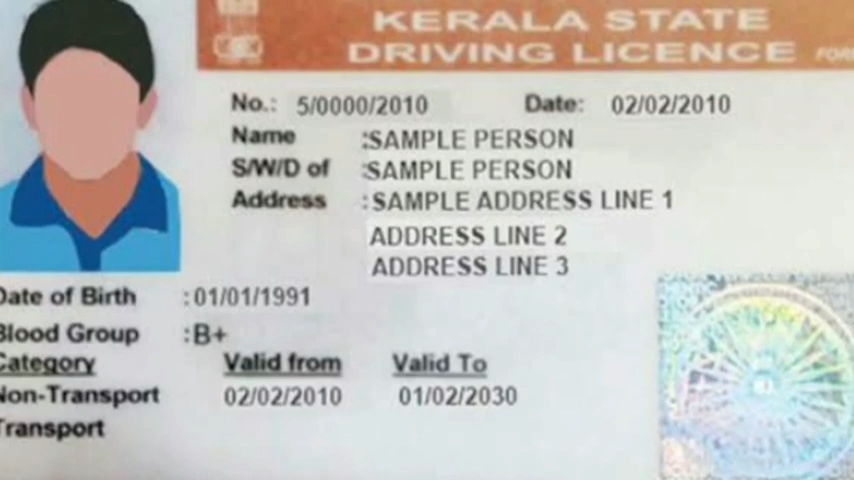 KERALA STATE
DRIVING LICENCE FOR
No.: 5/0000/2010 Date: 02/02/2010
Name :SAMPLE PERSON
S/W/D of :SAMPLE PERSON
Address :SAMPLE ADDRESS LINE 1
ADDRESS LINE 2
ADDRESS LINE 3
Date of Birth :01/01/1991
Blood Group :B+
Category Valid from Valid To
Non-Transport 02/02/2010 01/02/2030
Transport